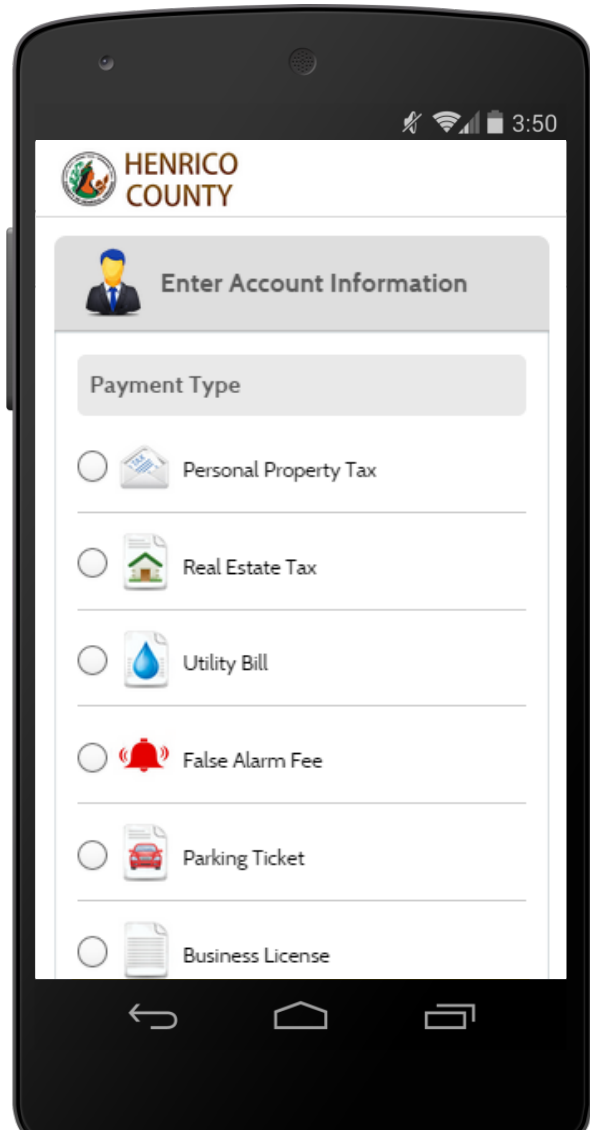 3:50
HENRICO
COUNTY
Enter Account Information
Payment Type
TAX
Personal Property Tax
Real Estate Tax
Utility Bill
False Alarm Fee
Parking Ticket
Business License